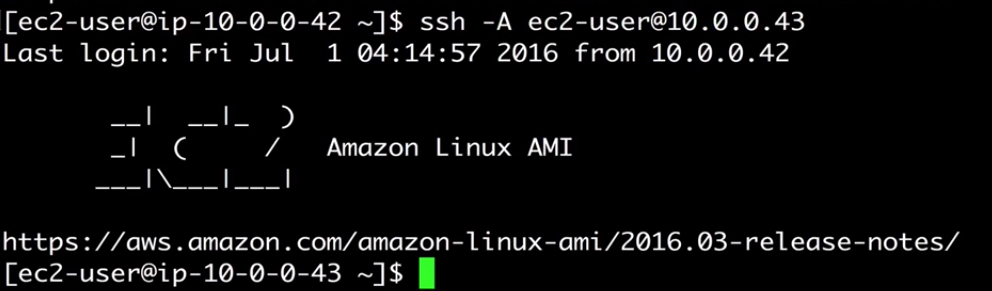 [ec2-user@ip-10-0-0-42 ~]$ ssh -A ec2-user@10.0.0.43
Last login: Fri Jul  1 04:14:57 2016 from 10.0.0.42

       __|  __|_  )
       _|  (     /   Amazon Linux AMI
      ___|\___|___|

https://aws.amazon.com/amazon-linux-ami/2016.03-release-notes/
[ec2-user@ip-10-0-0-43 ~]$